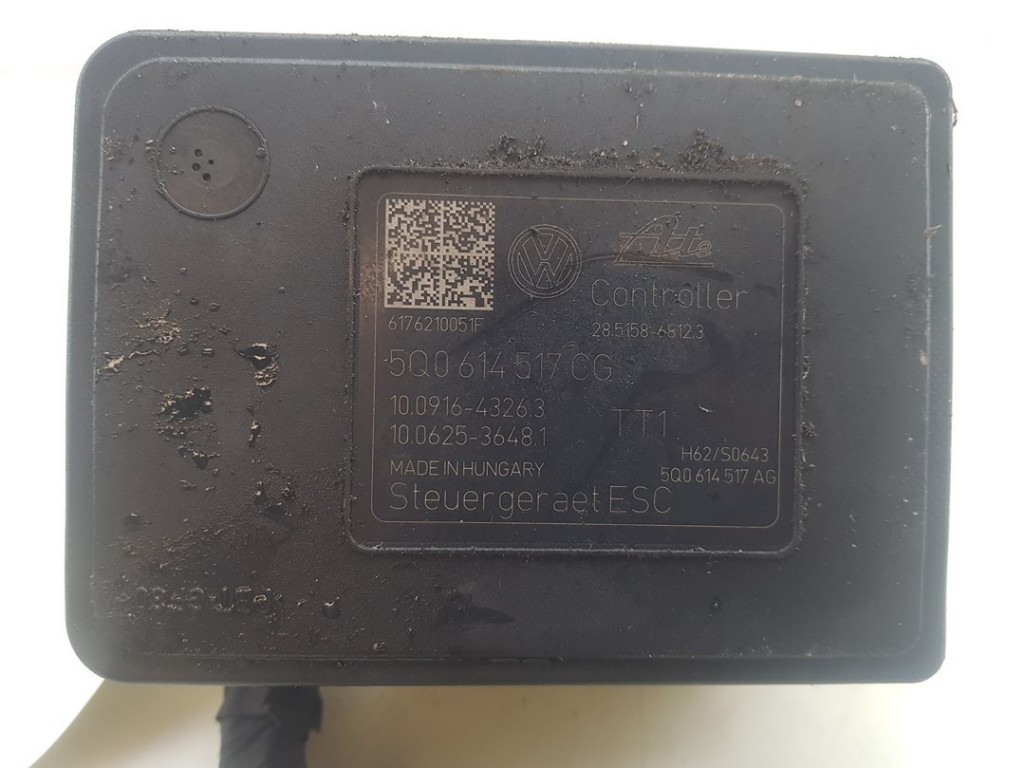 Ate
Controller
6176210051F
28.5158-6812.3
5Q0 614 517 CG
10.0916-4326.3
10.0625-3648.1
TT1
H62/S0643
MADE IN HUNGARY
5Q0 614 517 AG
Steuergeraet ESC